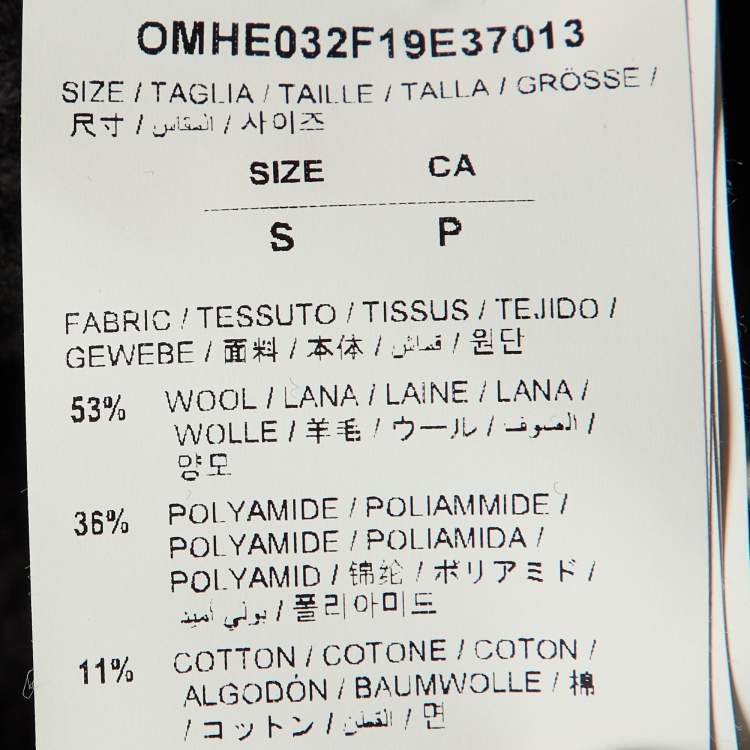 OMHE032F19E37013
SIZE / TAGLIA / TAILLE / TALLA / GRÖSSE /
尺寸 / المقاس / 사이즈
SIZE CA
S P
FABRIC / TESSUTO / TISSUS / TEJIDO /
GEWEBE / 面料 / 本体 / قماش / 원단
53% WOOL / LANA / LAINE / LANA /
WOLLE / 羊毛 / ウール / الصوف /
양모
36% POLYAMIDE / POLIAMMIDE /
POLYAMIDE / POLIAMIDA /
POLYAMID / 锦纶 / ポリアミド /
بولي أميد / 폴리아미드
11% COTTON / COTONE / COTON /
ALGODÓN / BAUMWOLLE / 棉
/ コットン / القطن / 면